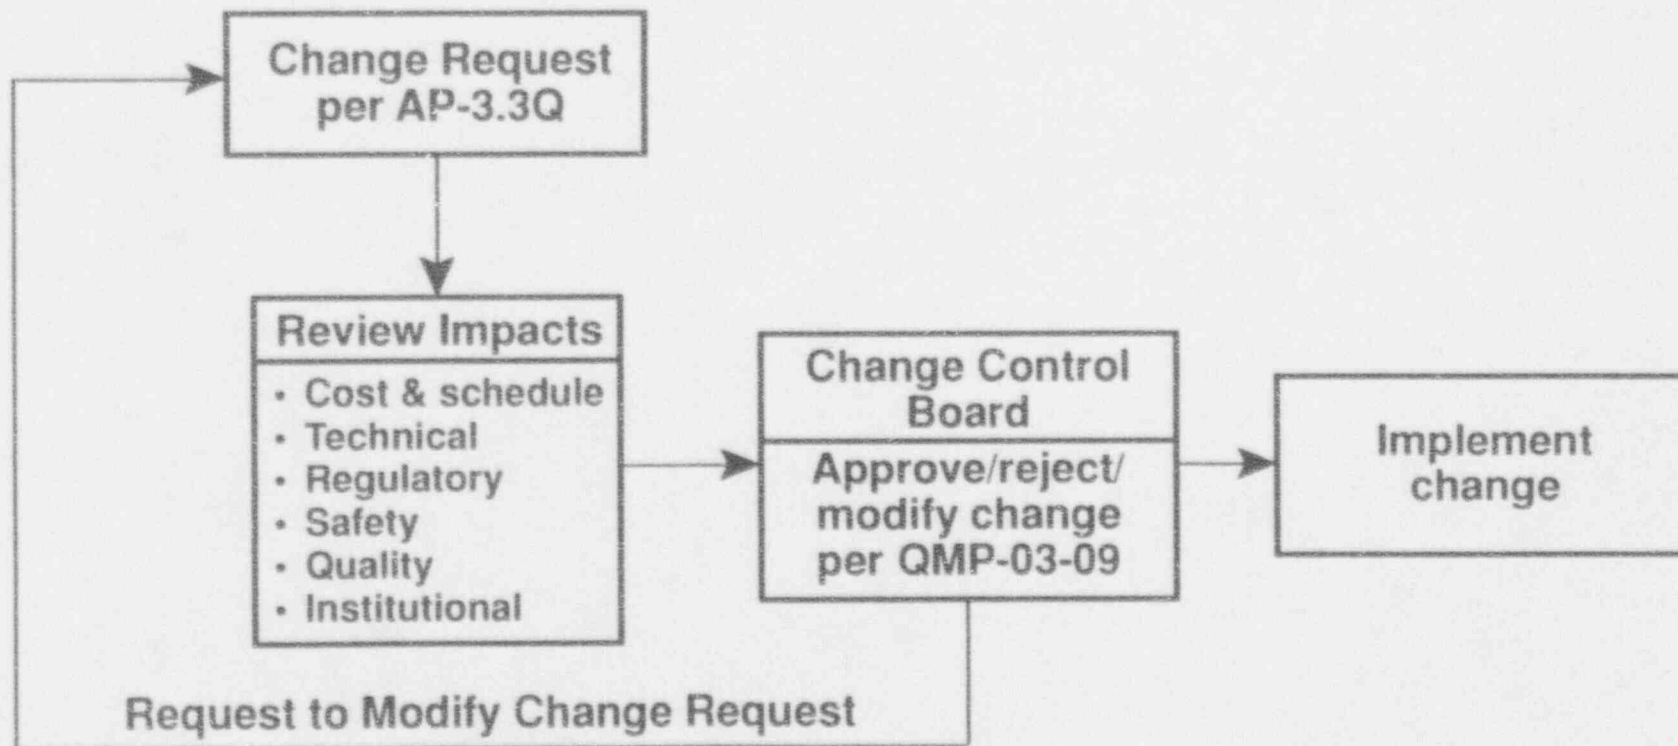 Change Request
per AP-3.3Q
Review Impacts
• Cost & schedule
• Technical
• Regulatory
• Safety
• Quality
• Institutional
Change Control
Board
Approve/reject/
modify change
per QMP-03-09
Implement
change
Request to Modify Change Request